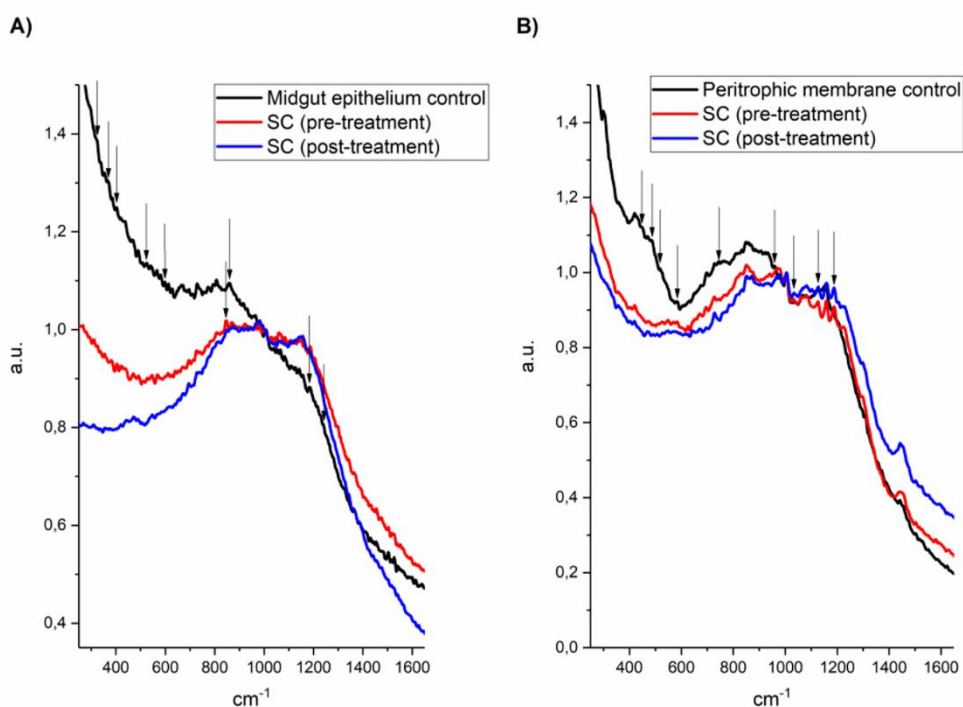 A)
Midgut epithelium control
SC (pre-treatment)
SC (post-treatment)
1,4
1,2
1,0
0,8
0,6
0,4
a.u.
400 600 800 1000 1200 1400 1600
cm⁻¹
B)
Peritrophic membrane control
SC (pre-treatment)
SC (post-treatment)
1,4
1,2
1,0
0,8
0,6
0,4
0,2
0,0
a.u.
400 600 800 1000 1200 1400 1600
cm⁻¹